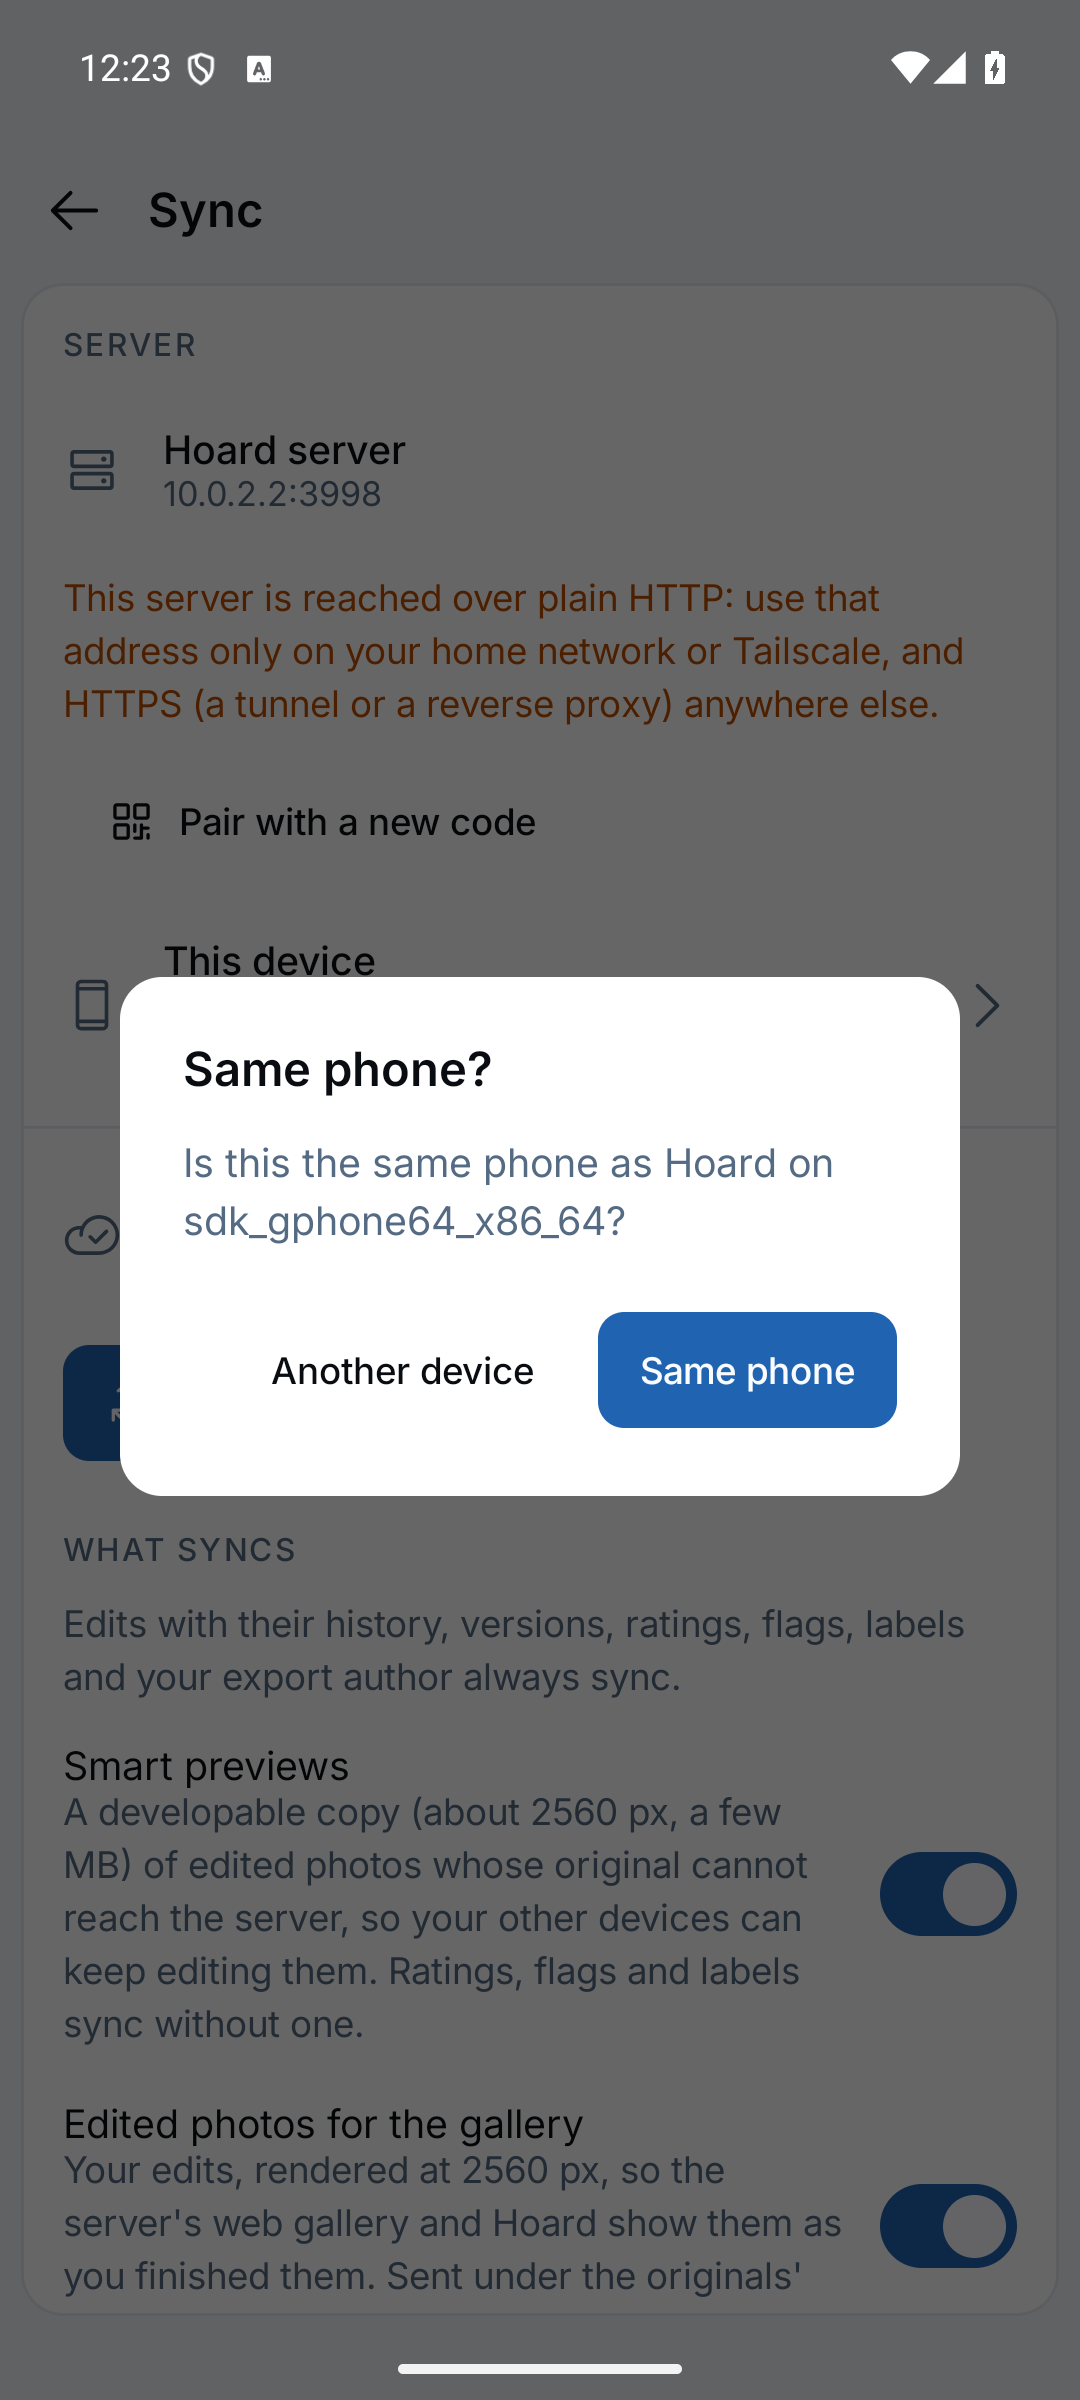 12:23
Sync
SERVER
Hoard server
10.0.2.2:3998
This server is reached over plain HTTP: use that
address only on your home network or Tailscale, and
HTTPS (a tunnel or a reverse proxy) anywhere else.
Pair with a new code
This device
Same phone?
Is this the same phone as Hoard on
sdk_gphone64_x86_64?
Another device
Same phone
WHAT SYNCS
Edits with their history, versions, ratings, flags, labels
and your export author always sync.
Smart previews
A developable copy (about 2560 px, a few
MB) of edited photos whose original cannot
reach the server, so your other devices can
keep editing them. Ratings, flags and labels
sync without one.
Edited photos for the gallery
Your edits, rendered at 2560 px, so the
server's web gallery and Hoard show them as
you finished them. Sent under the originals'